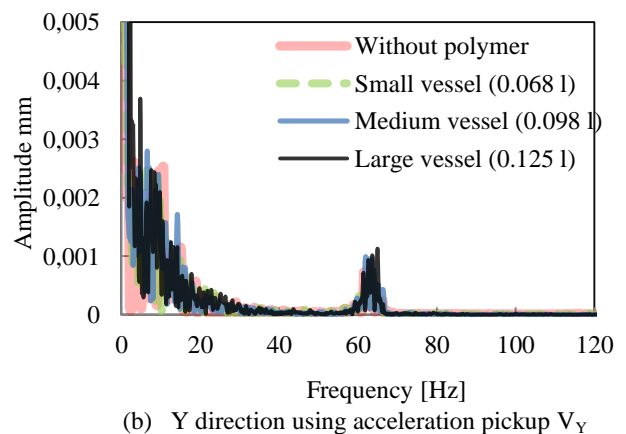 0,005
0,004
0,003
0,002
0,001
0
Amplitude mm
Without polymer
Small vessel (0.068 l)
Medium vessel (0.098 l)
Large vessel (0.125 l)
0 20 40 60 80 100 120
Frequency [Hz]
(b) Y direction using acceleration pickup VY